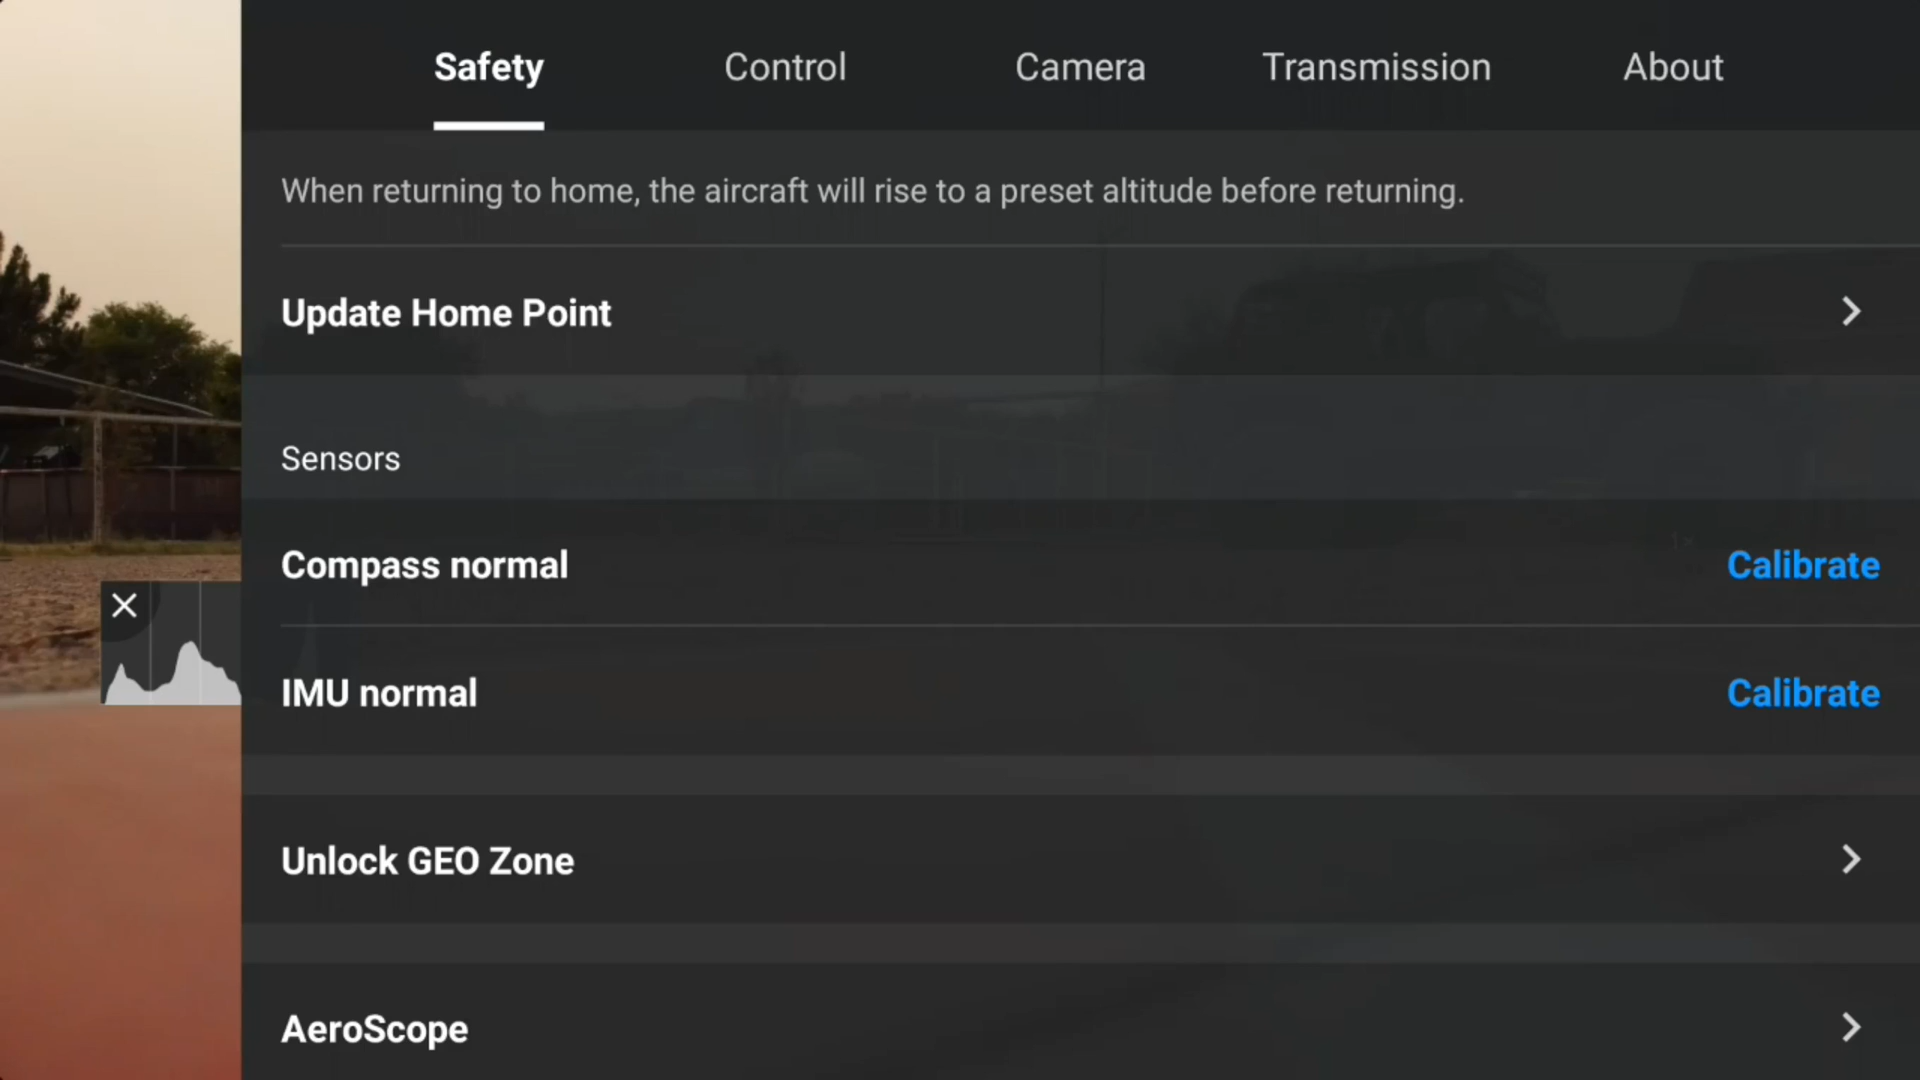 Safety Control Camera Transmission About
When returning to home, the aircraft will rise to a preset altitude before returning.
Update Home Point
Sensors
Compass normal Calibrate
IMU normal Calibrate
Unlock GEO Zone
AeroScope